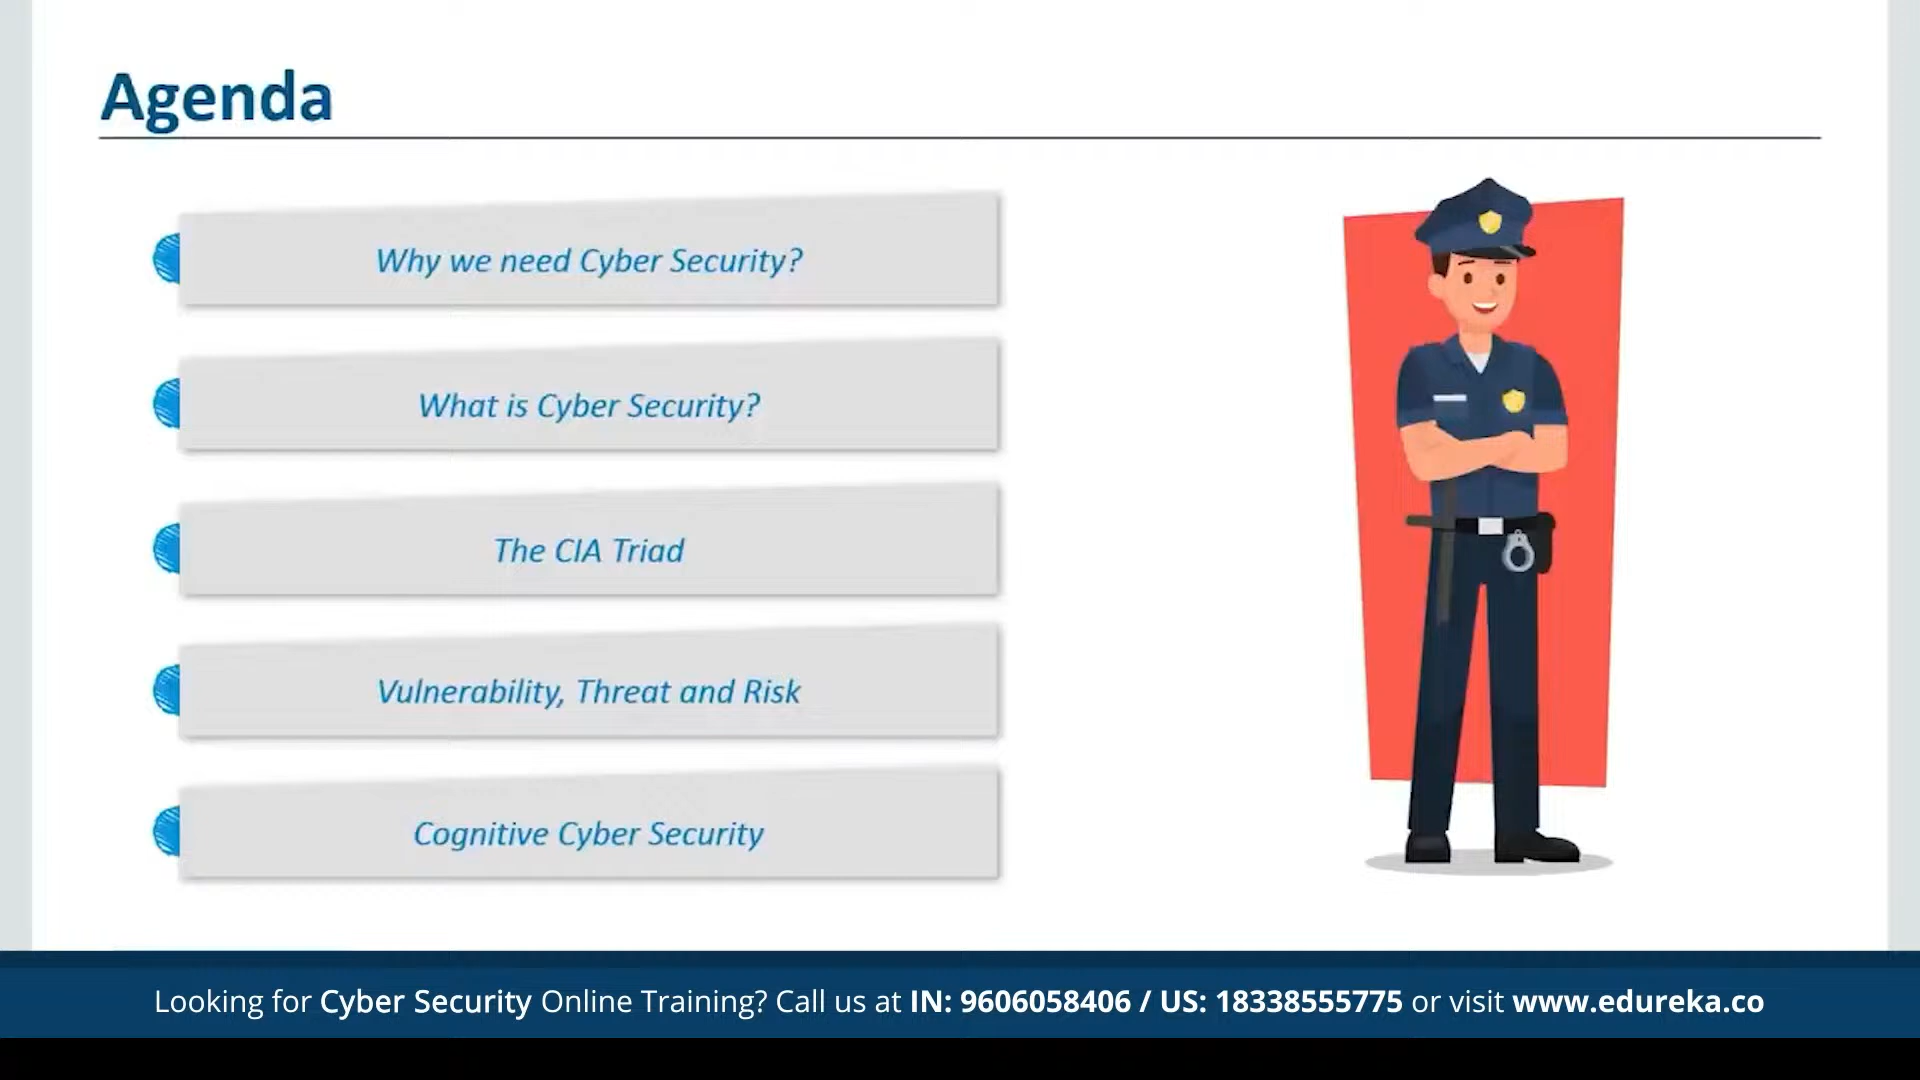 Agenda
Why we need Cyber Security?
What is Cyber Security?
The CIA Triad
Vulnerability, Threat and Risk
Cognitive Cyber Security
Looking for Cyber Security Online Training? Call us at IN: 9606058406 / US: 18338555775 or visit www.edureka.co